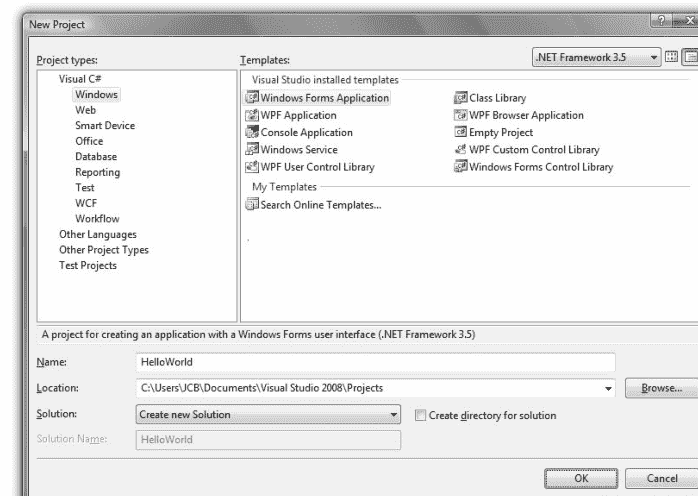 New Project
Project types:
Templates:
.NET Framework 3.5
Visual C#
Windows
Web
Smart Device
Office
Database
Reporting
Test
WCF
Workflow
Other Languages
Other Project Types
Test Projects
Visual Studio installed templates
Windows Forms Application
Class Library
WPF Application
WPF Browser Application
Console Application
Empty Project
Windows Service
WPF Custom Control Library
WPF User Control Library
Windows Forms Control Library
My Templates
Search Online Templates...
A project for creating an application with a Windows Forms user interface (.NET Framework 3.5)
Name:
HelloWorld
Location:
C:\Users\JCB\Documents\Visual Studio 2008\Projects
Browse...
Solution:
Create new Solution
Create directory for solution
Solution Name:
HelloWorld
OK
Cancel